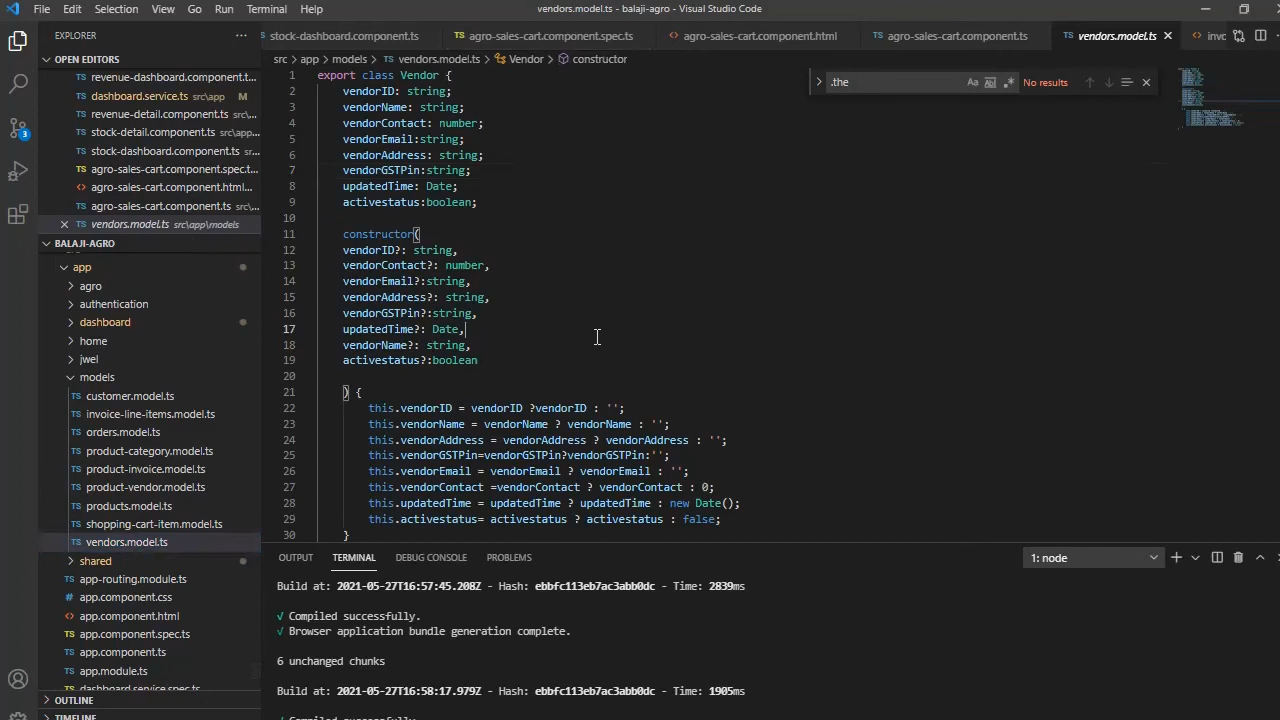 File Edit Selection View Go Run Terminal Help
vendors.model.ts - balaji-agro - Visual Studio Code
EXPLORER
OPEN EDITORS
revenue-dashboard.component.t...
dashboard.service.ts src\app M
revenue-detail.component.ts src\...
stock-detail.component.ts src\app...
stock-dashboard.component.ts src\...
agro-sales-cart.component.spec.t...
agro-sales-cart.component.html...
agro-sales-cart.component.ts src\...
vendors.model.ts src\app\models
BALAJI-AGRO
app
agro
authentication
dashboard
home
jwel
models
customer.model.ts
invoice-line-items.model.ts
orders.model.ts
product-category.model.ts
product-invoice.model.ts
product-vendor.model.ts
products.model.ts
shopping-cart-item.model.ts
vendors.model.ts
shared
app-routing.module.ts
app.component.css
app.component.html
app.component.spec.ts
app.component.ts
app.module.ts
dashboard.service.spec.ts
OUTLINE
TIMELINE
3
stock-dashboard.component.ts
agro-sales-cart.component.spec.ts
agro-sales-cart.component.html
agro-sales-cart.component.ts
vendors.model.ts
invo
src > app > models > vendors.model.ts > Vendor > constructor
.the Aa Abl No results
1 export class Vendor {
2 vendorID: string;
3 vendorName: string;
4 vendorContact: number;
5 vendorEmail:string;
6 vendorAddress: string;
7 vendorGSTPin:string;
8 updatedTime: Date;
9 activestatus:boolean;
10
11 constructor(
12 vendorID?: string,
13 vendorContact?: number,
14 vendorEmail?:string,
15 vendorAddress?: string,
16 vendorGSTPin?:string,
17 updatedTime?: Date,
18 vendorName?: string,
19 activestatus?:boolean
20
21 ) {
22 this.vendorID = vendorID ?vendorID : '';
23 this.vendorName = vendorName ? vendorName : '';
24 this.vendorAddress = vendorAddress ? vendorAddress : '';
25 this.vendorGSTPin=vendorGSTPin?vendorGSTPin:'';
26 this.vendorEmail = vendorEmail ? vendorEmail : '';
27 this.vendorContact =vendorContact ? vendorContact : 0;
28 this.updatedTime = updatedTime ? updatedTime : new Date();
29 this.activestatus= activestatus ? activestatus : false;
30 }
OUTPUT TERMINAL DEBUG CONSOLE PROBLEMS
1: node
Build at: 2021-05-27T16:57:45.208Z - Hash: ebbfc113eb7ac3abb0dc - Time: 2839ms
√ Compiled successfully.
√ Browser application bundle generation complete.
6 unchanged chunks
Build at: 2021-05-27T16:58:17.979Z - Hash: ebbfc113eb7ac3abb0dc - Time: 1905ms
√ Compiled successfully.